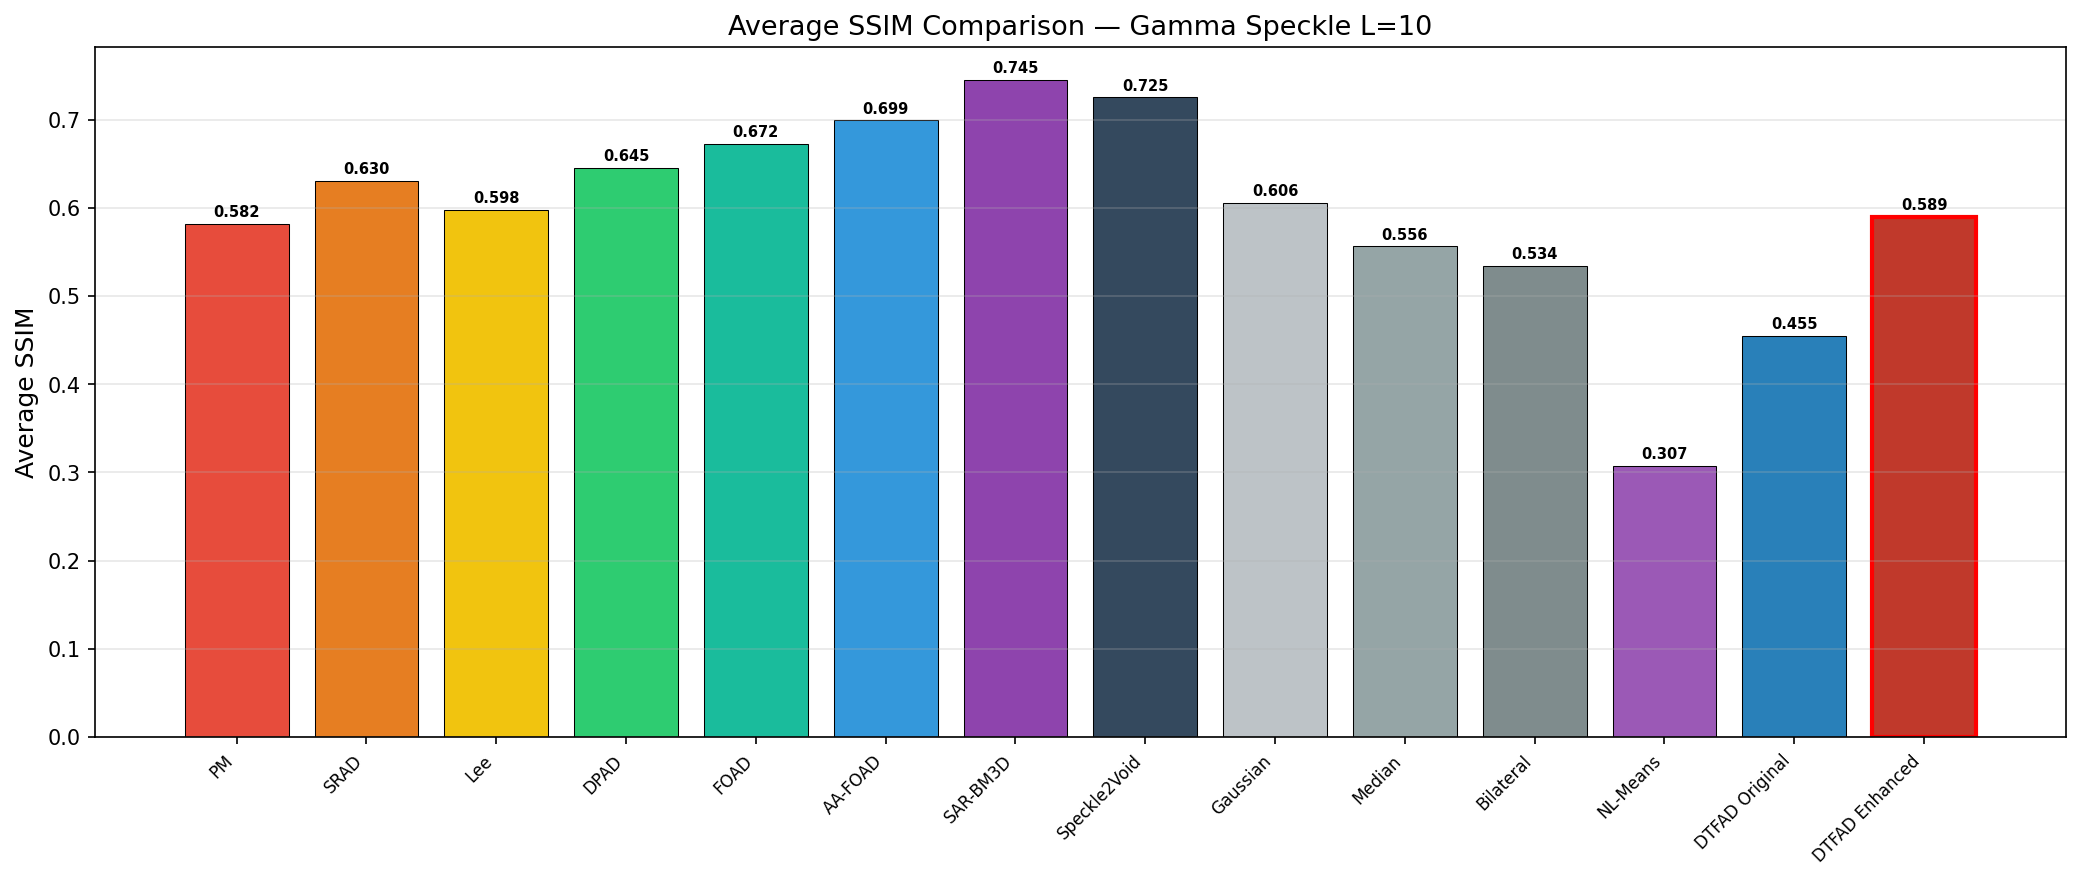 Average SSIM Comparison — Gamma Speckle L=10
Average SSIM
0.7
0.6
0.5
0.4
0.3
0.2
0.1
0.0
0.582
0.630
0.598
0.645
0.672
0.699
0.745
0.725
0.606
0.556
0.534
0.307
0.455
0.589
PM
SRAD
Lee
DPAD
FOAD
AA-FOAD
SAR-BM3D
Speckle2Void
Gaussian
Median
Bilateral
NL-Means
DTFAD Original
DTFAD Enhanced